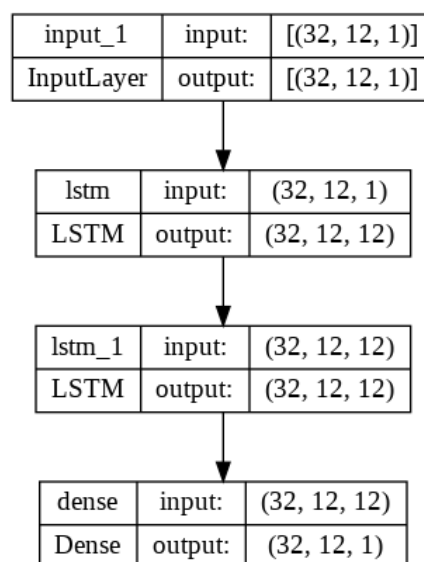 input_1 input: [(32, 12, 1)]
InputLayer output: [(32, 12, 1)]
lstm input: (32, 12, 1)
LSTM output: (32, 12, 12)
lstm_1 input: (32, 12, 12)
LSTM output: (32, 12, 12)
dense input: (32, 12, 12)
Dense output: (32, 12, 1)